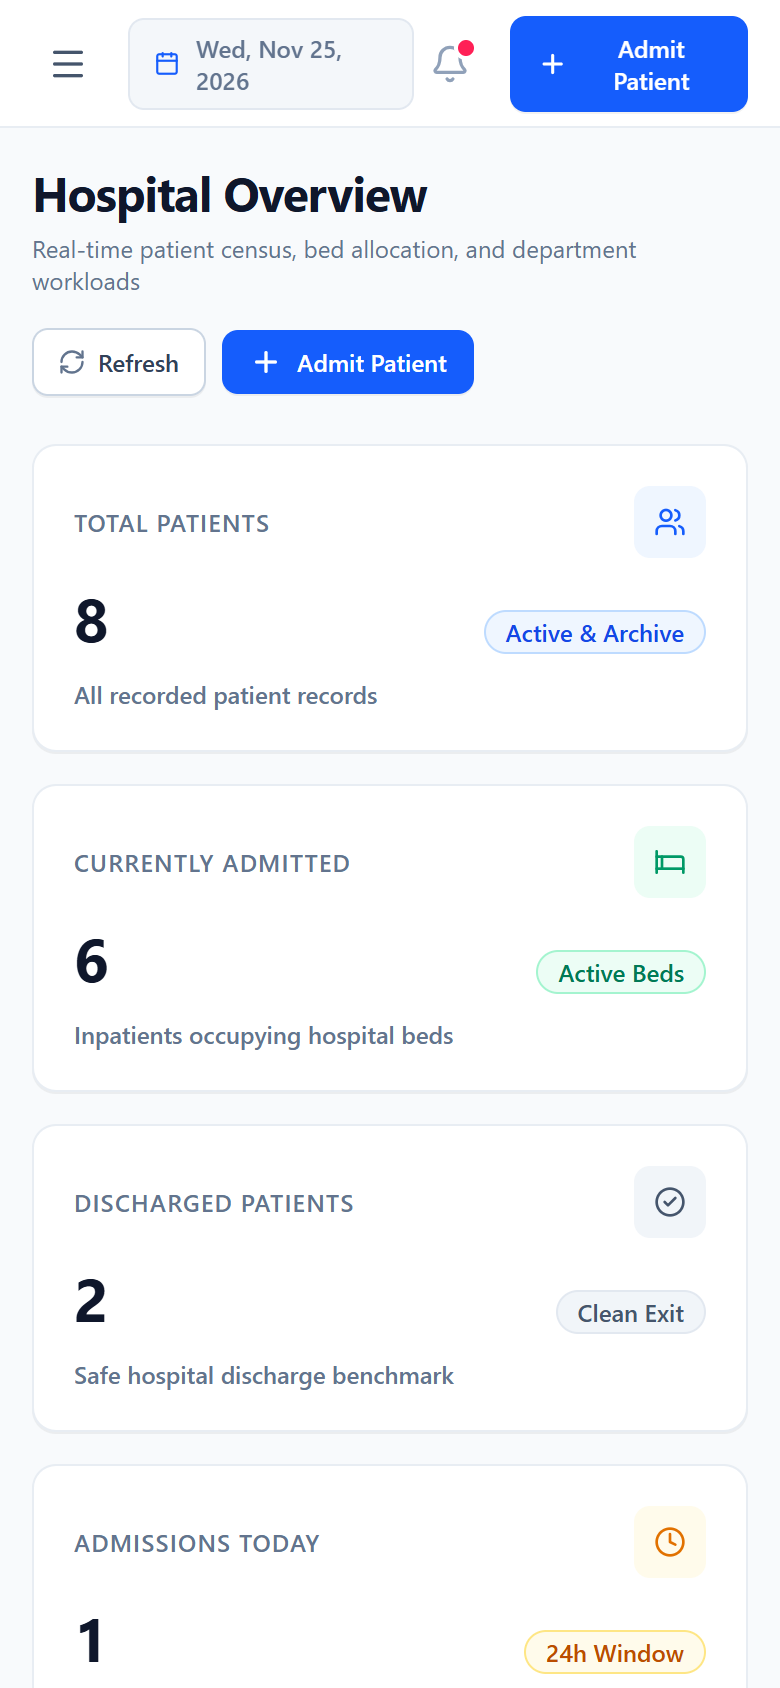 Wed, Nov 25,
2026
Admit
Patient
Hospital Overview
Real-time patient census, bed allocation, and department
workloads
Refresh
Admit Patient
TOTAL PATIENTS
8
Active & Archive
All recorded patient records
CURRENTLY ADMITTED
6
Active Beds
Inpatients occupying hospital beds
DISCHARGED PATIENTS
2
Clean Exit
Safe hospital discharge benchmark
ADMISSIONS TODAY
1
24h Window